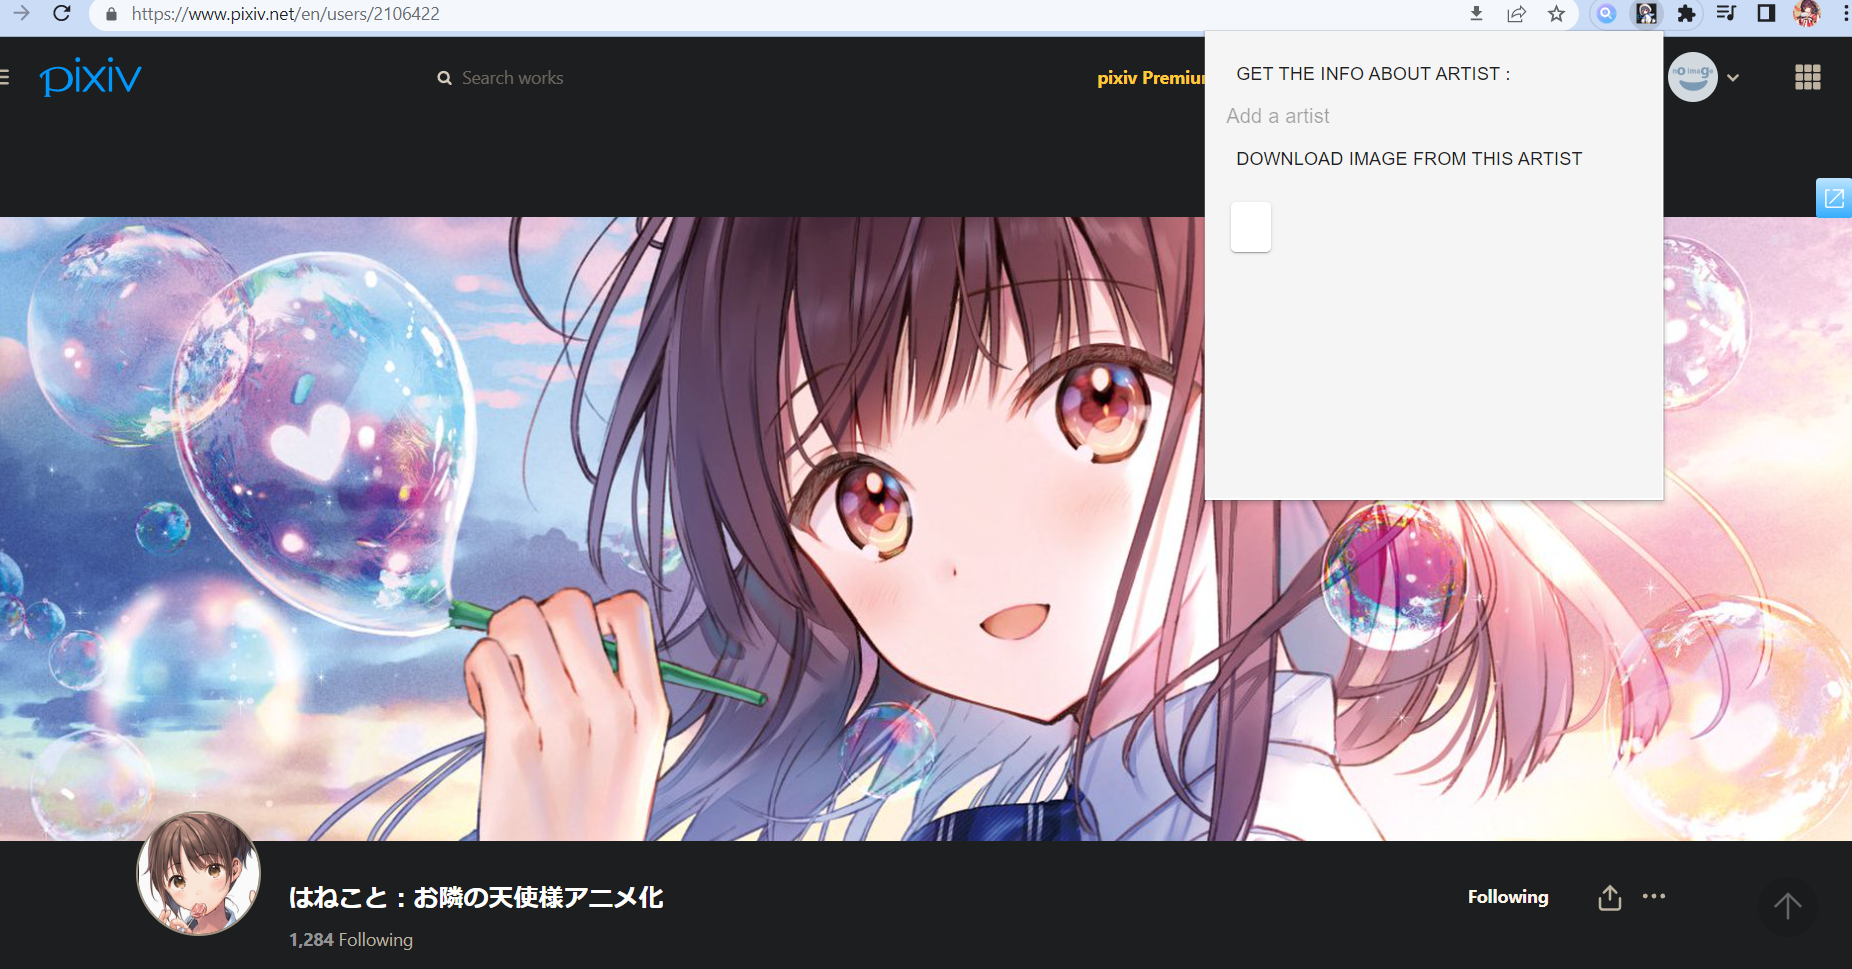 https://www.pixiv.net/en/users/2106422
pixiv
Search works
pixiv Premiu
no image
GET THE INFO ABOUT ARTIST :
Add a artist
DOWNLOAD IMAGE FROM THIS ARTIST
はねこと：お隣の天使様アニメ化
Following
1,284 Following